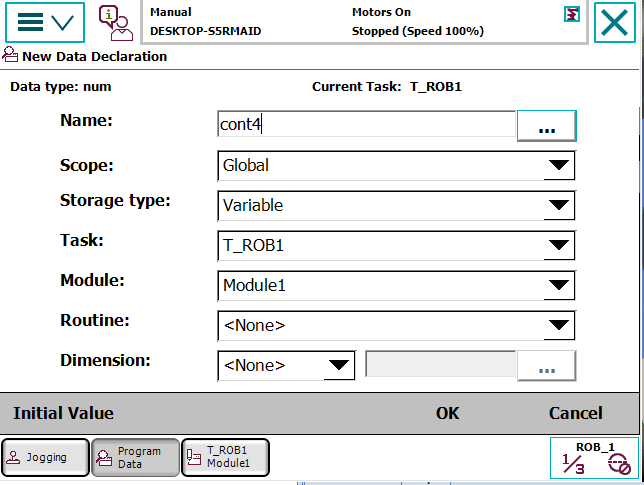 Manual
DESKTOP-S5RMAID
Motors On
Stopped (Speed 100%)
New Data Declaration
Data type: num
Current Task: T_ROB1
Name: cont4 ...
Scope: Global
Storage type: Variable
Task: T_ROB1
Module: Module1
Routine: <None>
Dimension: <None> ...
Initial Value OK Cancel
Jogging
Program
Data
T_ROB1
Module1
ROB_1
1/3